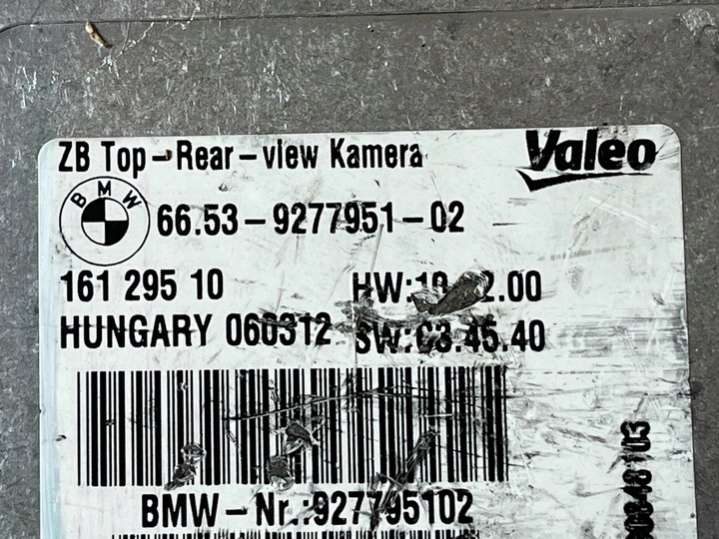 ZB Top-Rear-view Kamera
Valeo
BMW
66.53-9277951-02
161 295 10
HUNGARY 060312
SW:03.45.40
BMW-Nr.:927795102